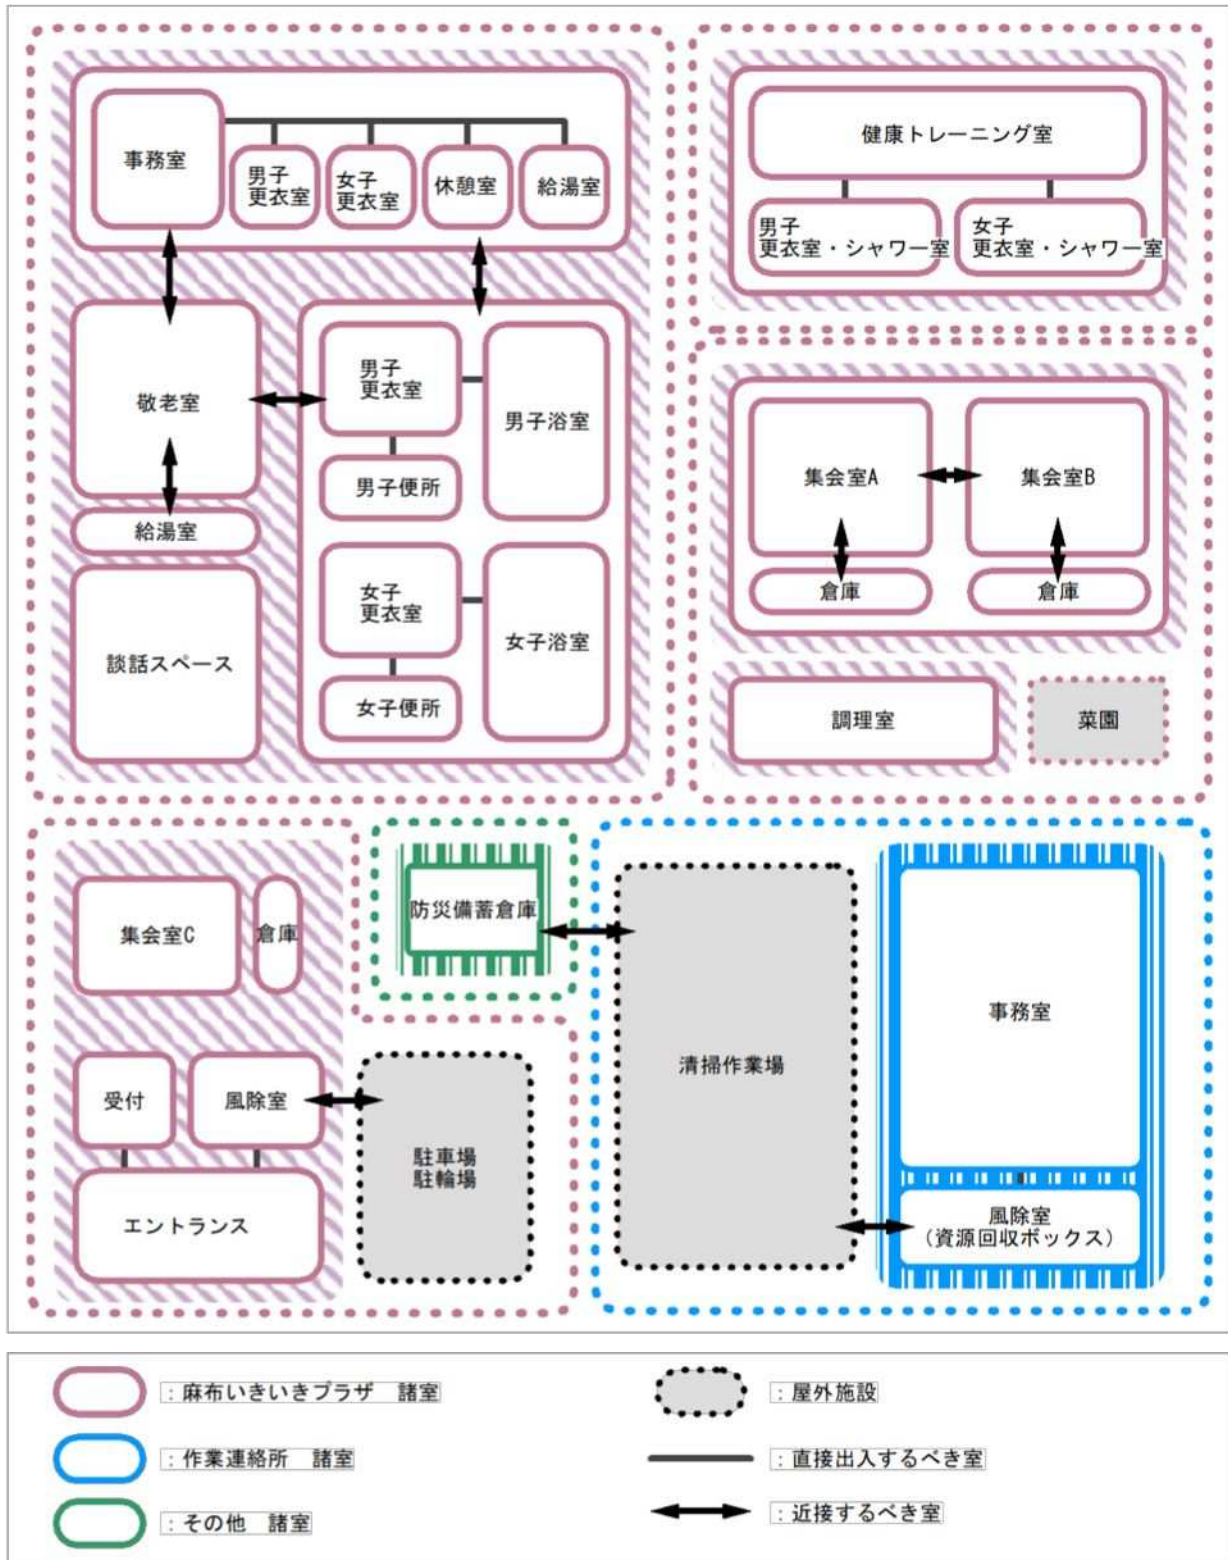 事務室
男子
更衣室
女子
更衣室
休憩室
給湯室
敬老室
給湯室
談話スペース
男子
更衣室
男子浴室
男子便所
女子
更衣室
女子浴室
女子便所
健康トレーニング室
男子
更衣室・シャワー室
女子
更衣室・シャワー室
集会室A
集会室B
倉庫
倉庫
調理室
菜園
集会室C
倉庫
受付
風除室
エントランス
駐車場
駐輪場
防災備蓄倉庫
清掃作業場
事務室
風除室
(資源回収ボックス)
:麻布いきいきプラザ 諸室
:作業連絡所 諸室
:その他 諸室
:屋外施設
:直接出入するべき室
:近接するべき室